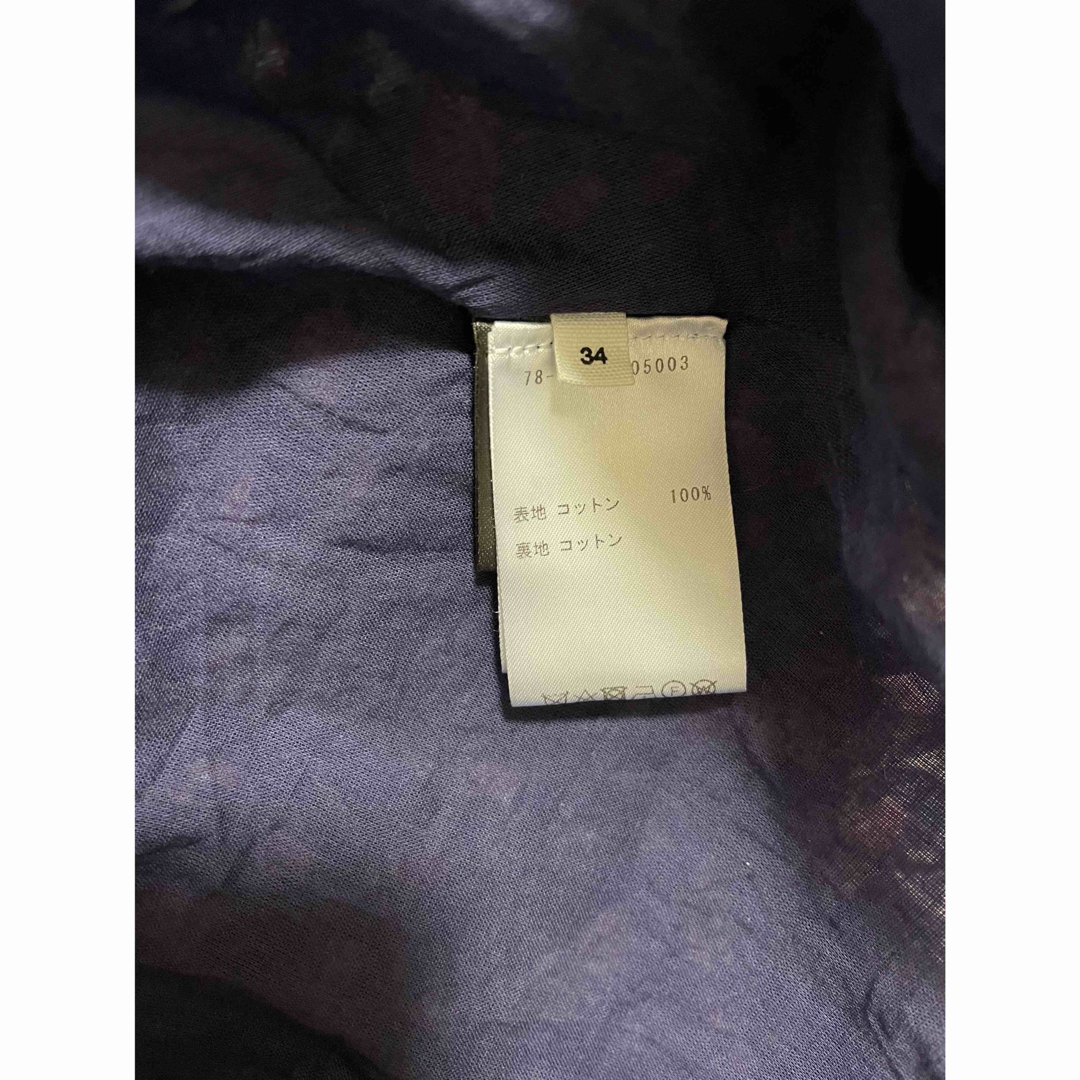 34
78- 05003
表地 コットン 100%
裏地 コットン